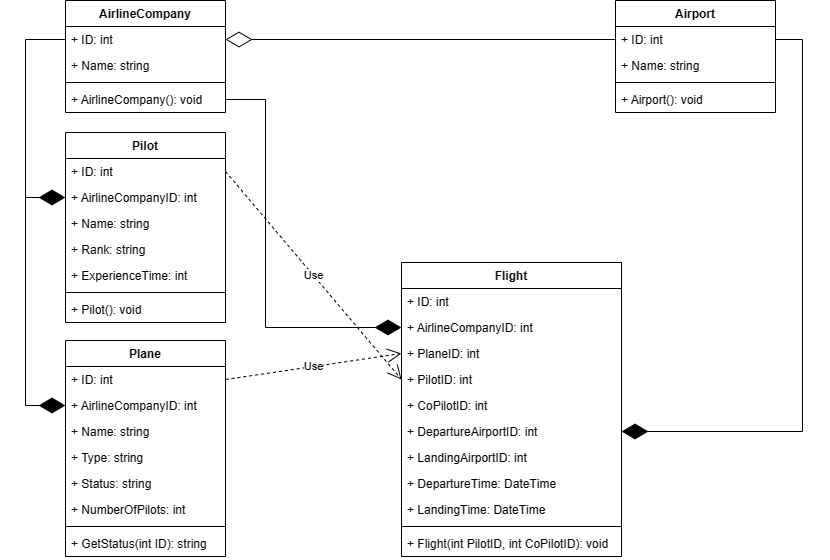 AirlineCompany
+ ID: int
+ Name: string
+ AirlineCompany(): void
Airport
+ ID: int
+ Name: string
+ Airport(): void
Pilot
+ ID: int
+ AirlineCompanyID: int
+ Name: string
+ Rank: string
+ ExperienceTime: int
+ Pilot(): void
Use
Plane
+ ID: int
+ AirlineCompanyID: int
+ Name: string
+ Type: string
+ Status: string
+ NumberOfPilots: int
+ GetStatus(int ID): string
Use
Flight
+ ID: int
+ AirlineCompanyID: int
+ PlaneID: int
+ PilotID: int
+ CoPilotID: int
+ DepartureAirportID: int
+ LandingAirportID: int
+ DepartureTime: DateTime
+ LandingTime: DateTime
+ Flight(int PilotID, int CoPilotID): void